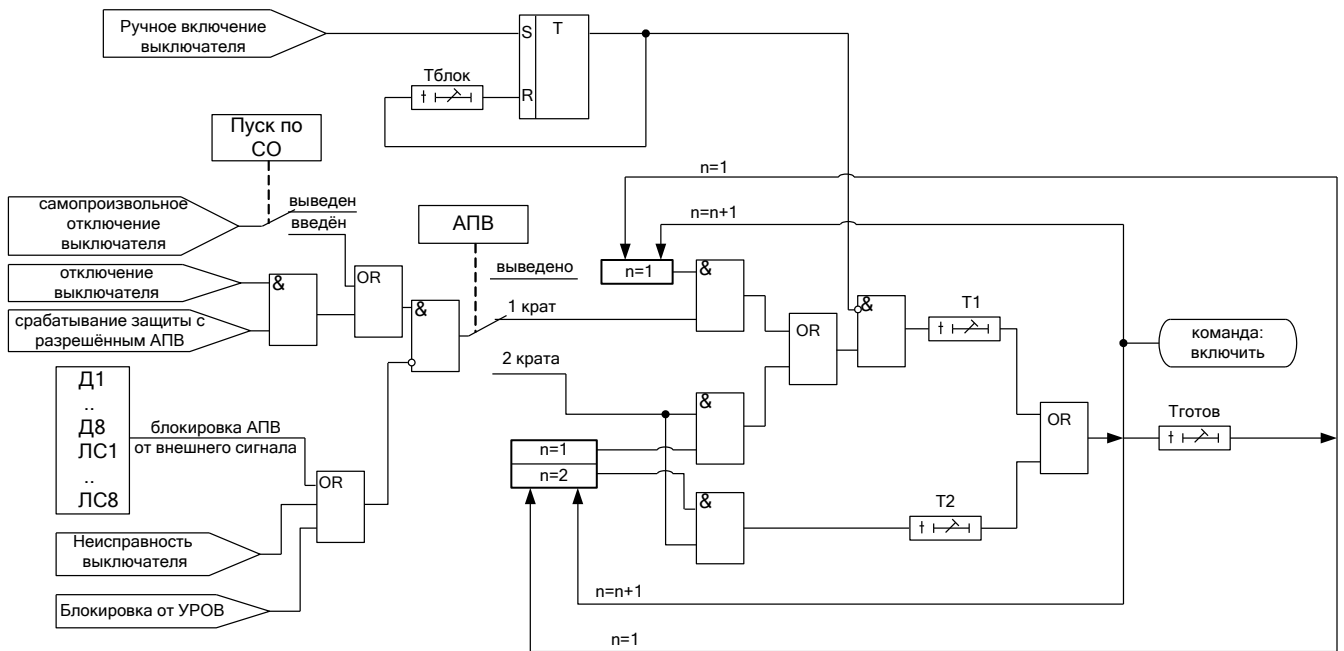 Ручное включение
выключателя
S
T
R
Tблок
t
Пуск по
СО
самопроизвольное
отключение
выключателя
выведен
введён
отключение
выключателя
срабатывание защиты с
разрешённым АПВ
&
OR
&
АПВ
выведено
1 крат
2 крата
Д1
..
Д8
ЛС1
..
ЛС8
блокировка АПВ
от внешнего сигнала
OR
Неисправность
выключателя
Блокировка от УРОВ
n=1
n=n+1
n=1
&
OR
&
T1
t
&
n=1
n=2
&
T2
t
OR
команда:
включить
Tготов
t
n=n+1
n=1